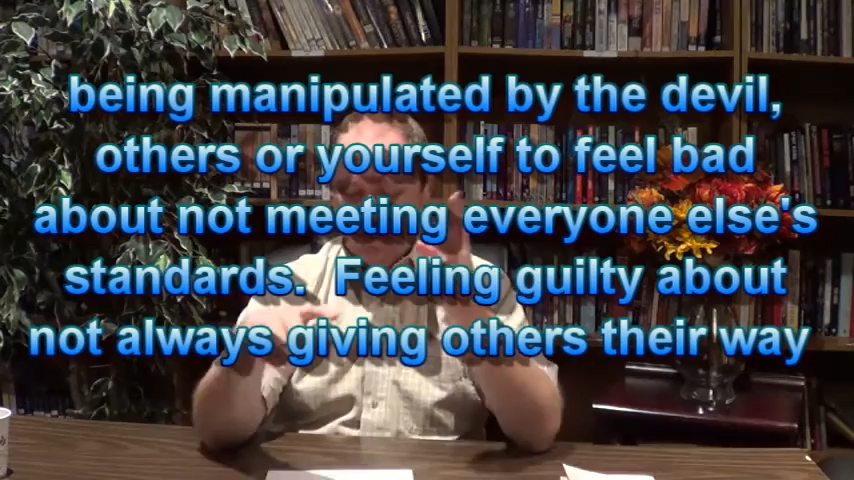 being manipulated by the devil,
others or yourself to feel bad
about not meeting everyone else's
standards.  Feeling guilty about
not always giving others their way